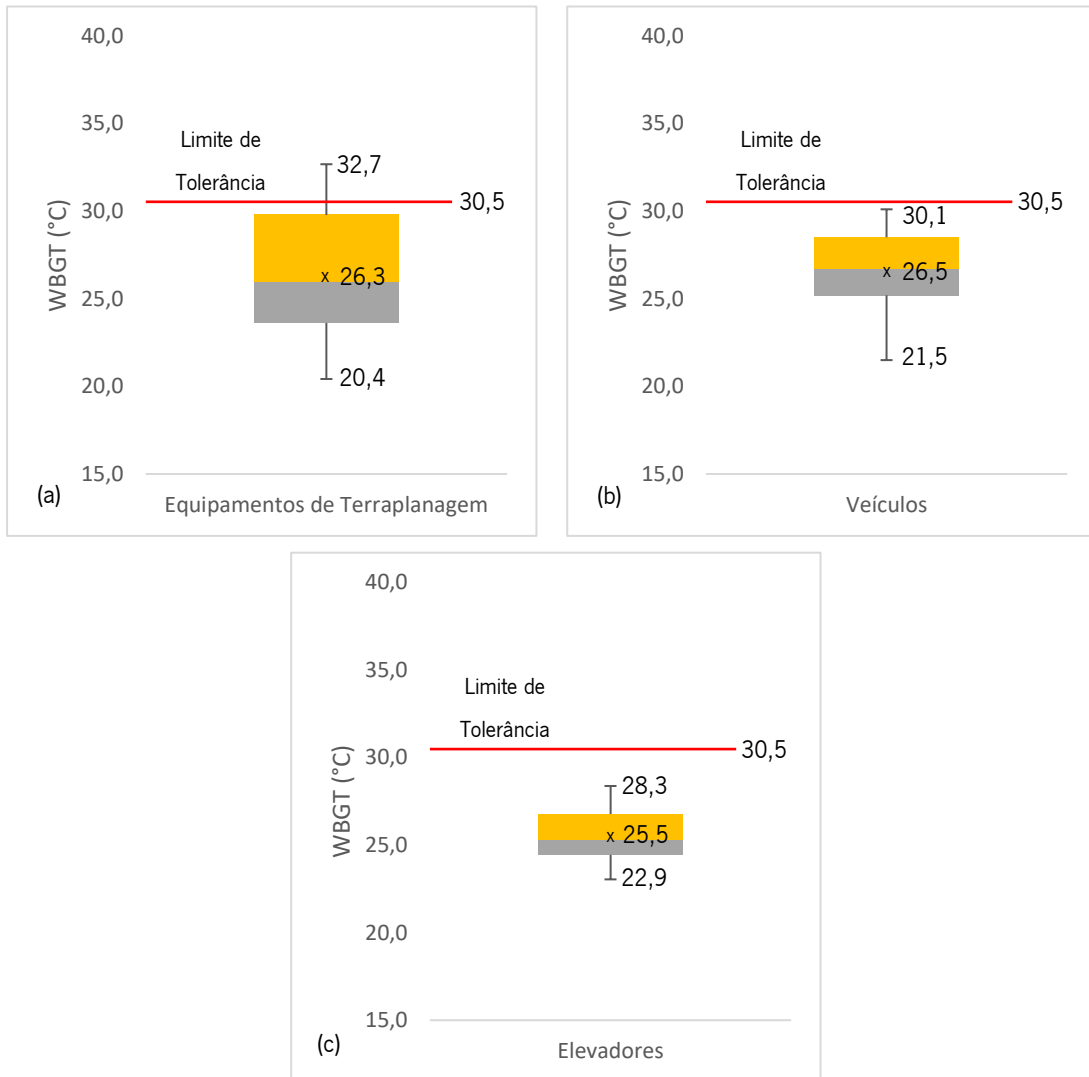 40,0
35,0
30,0
25,0
20,0
15,0
WBGT (°C)
Limite de
Tolerância
32,7
30,5
x 26,3
20,4
(a)
Equipamentos de Terraplanagem
40,0
35,0
30,0
25,0
20,0
15,0
WBGT (°C)
Limite de
Tolerância
30,5
30,1
x 26,5
21,5
(b)
Veículos
40,0
35,0
30,0
25,0
20,0
15,0
WBGT (°C)
Limite de
Tolerância
30,5
28,3
x 25,5
22,9
(c)
Elevadores